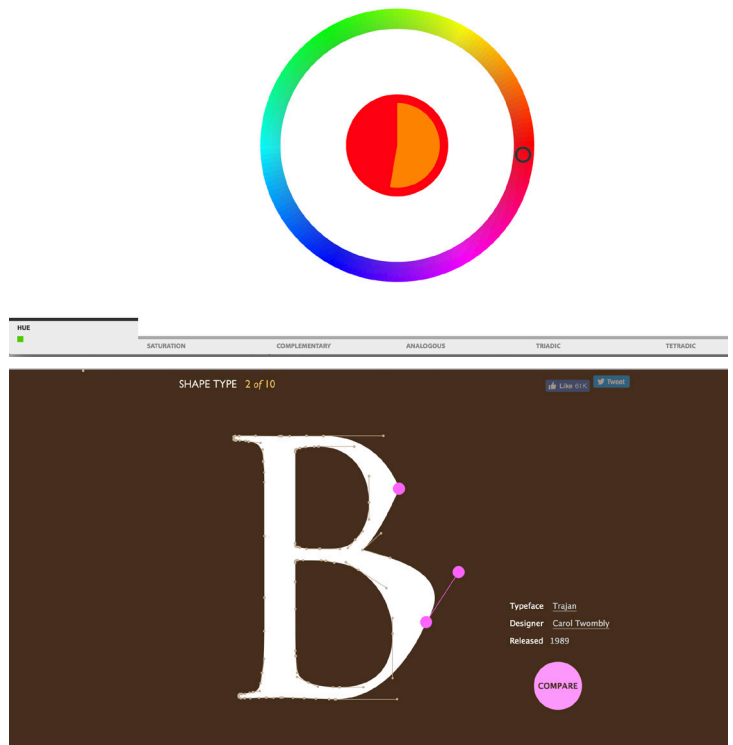 HUE
SATURATION COMPLEMENTARY ANALOGOUS TRIADIC TETRADIC
SHAPE TYPE 2 of 10
Like 61K Tweet
B
Typeface Trajan
Designer Carol Twombly
Released 1989
COMPARE